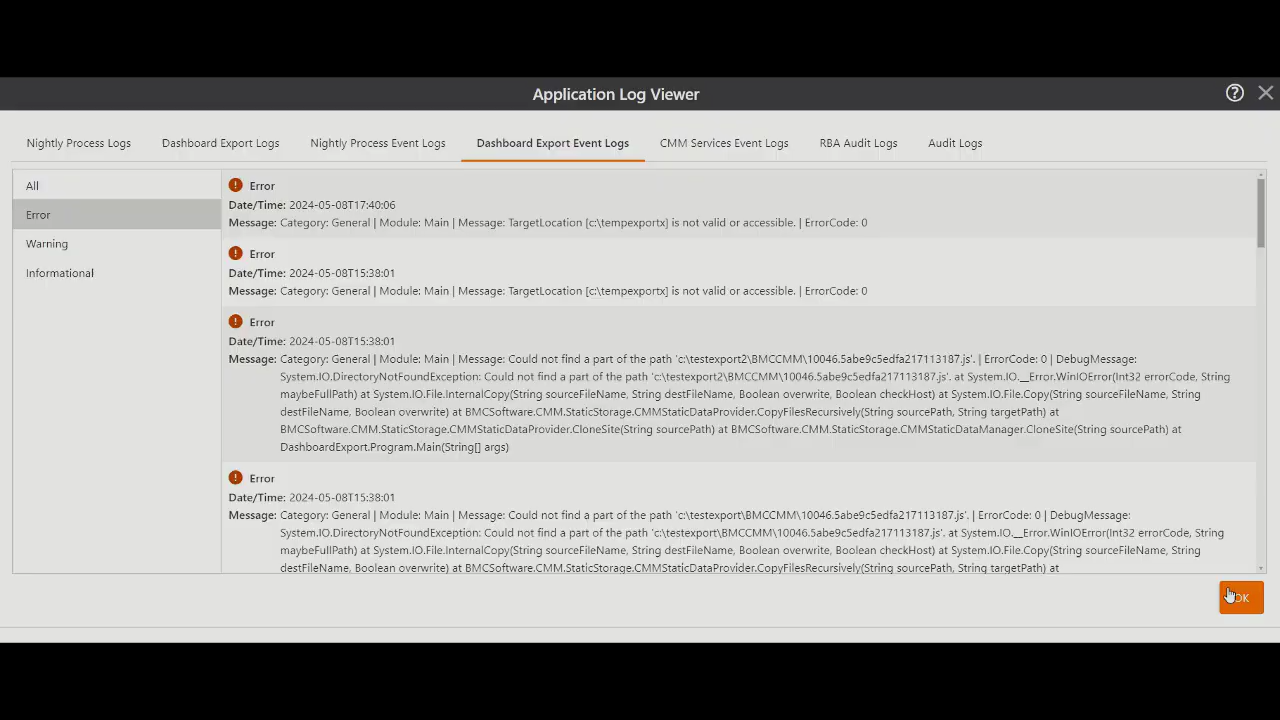 Application Log Viewer
Nightly Process Logs
Dashboard Export Logs
Nightly Process Event Logs
Dashboard Export Event Logs
CMM Services Event Logs
RBA Audit Logs
Audit Logs
All
Error
Warning
Informational
Error
Date/Time: 2024-05-08T17:40:06
Message: Category: General | Module: Main | Message: TargetLocation [c:\tempexportx] is not valid or accessible. | ErrorCode: 0
Error
Date/Time: 2024-05-08T15:38:01
Message: Category: General | Module: Main | Message: TargetLocation [c:\tempexportx] is not valid or accessible. | ErrorCode: 0
Error
Date/Time: 2024-05-08T15:38:01
Message: Category: General | Module: Main | Message: Could not find a part of the path 'c:\testexport2\BMCCMM\10046.5abe9c5edfa217113187.js'. | ErrorCode: 0 | DebugMessage:
System.IO.DirectoryNotFoundException: Could not find a part of the path 'c:\testexport2\BMCCMM\10046.5abe9c5edfa217113187.js'. at System.IO.__Error.WinIOError(Int32 errorCode, String
maybeFullPath) at System.IO.File.InternalCopy(String sourceFileName, String destFileName, Boolean overwrite, Boolean checkHost) at System.IO.File.Copy(String sourceFileName, String
destFileName, Boolean overwrite) at BMCSoftware.CMM.StaticStorage.CMMStaticDataProvider.CopyFilesRecursively(String sourcePath, String targetPath) at
BMCSoftware.CMM.StaticStorage.CMMStaticDataProvider.CloneSite(String sourcePath) at BMCSoftware.CMM.StaticStorage.CMMStaticDataManager.CloneSite(String sourcePath) at
DashboardExport.Program.Main(String[] args)
Error
Date/Time: 2024-05-08T15:38:01
Message: Category: General | Module: Main | Message: Could not find a part of the path 'c:\testexport\BMCCMM\10046.5abe9c5edfa217113187.js'. | ErrorCode: 0 | DebugMessage:
System.IO.DirectoryNotFoundException: Could not find a part of the path 'c:\testexport\BMCCMM\10046.5abe9c5edfa217113187.js'. at System.IO.__Error.WinIOError(Int32 errorCode, String
maybeFullPath) at System.IO.File.InternalCopy(String sourceFileName, String destFileName, Boolean overwrite, Boolean checkHost) at System.IO.File.Copy(String sourceFileName, String
destFileName, Boolean overwrite) at BMCSoftware.CMM.StaticStorage.CMMStaticDataProvider.CopyFilesRecursively(String sourcePath, String targetPath) at
OK